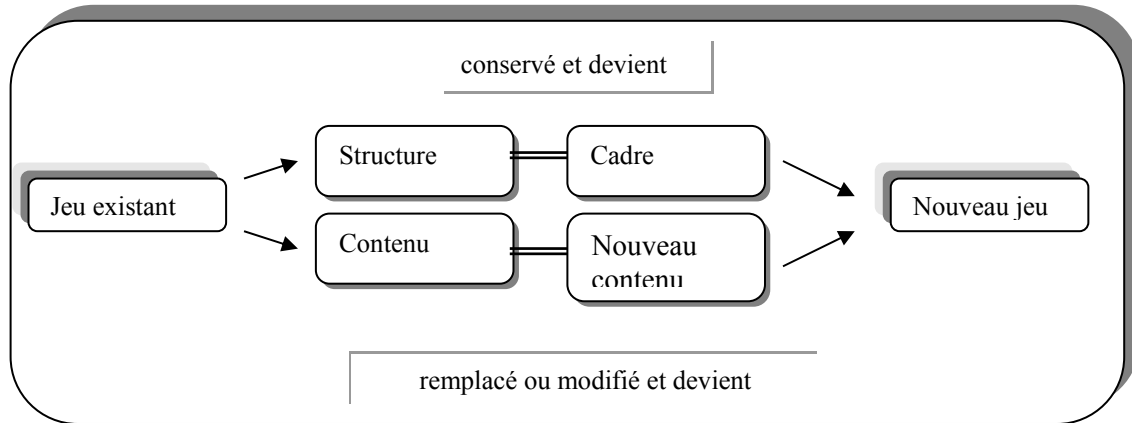 conservé et devient
Structure
Cadre
Jeu existant
Nouveau jeu
Contenu
Nouveau
contenu
remplacé ou modifié et devient